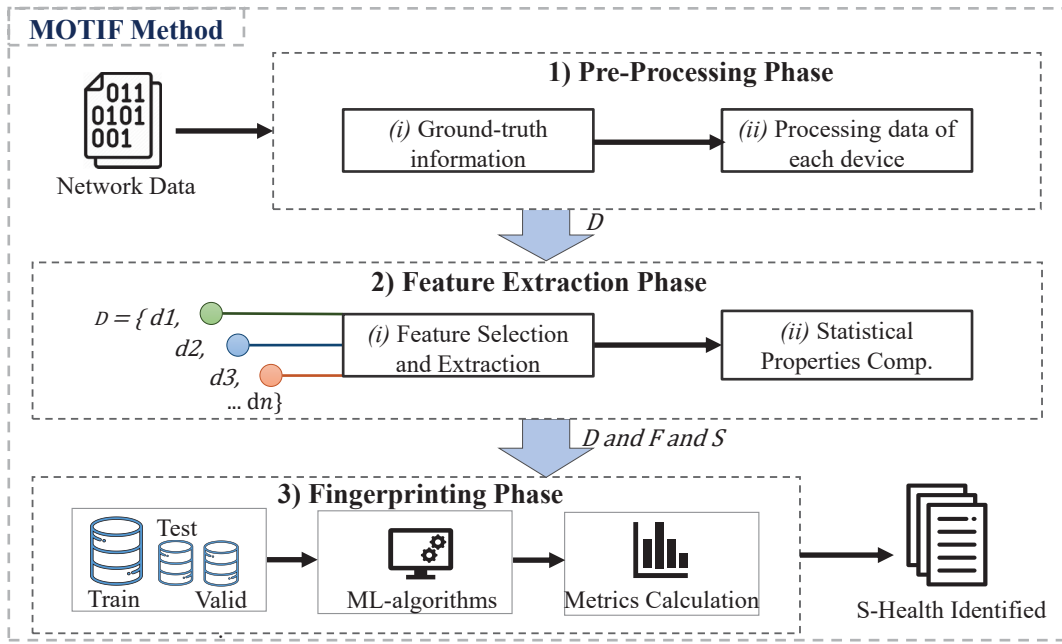 MOTIF Method
011
0101
001
Network Data
1) Pre-Processing Phase
(i) Ground-truth
information
(ii) Processing data of
each device
D
2) Feature Extraction Phase
D = { d1,
d2,
d3,
... dn}
(i) Feature Selection
and Extraction
(ii) Statistical
Properties Comp.
D and F and S
3) Fingerprinting Phase
Test
Train
Valid
ML-algorithms
Metrics Calculation
S-Health Identified